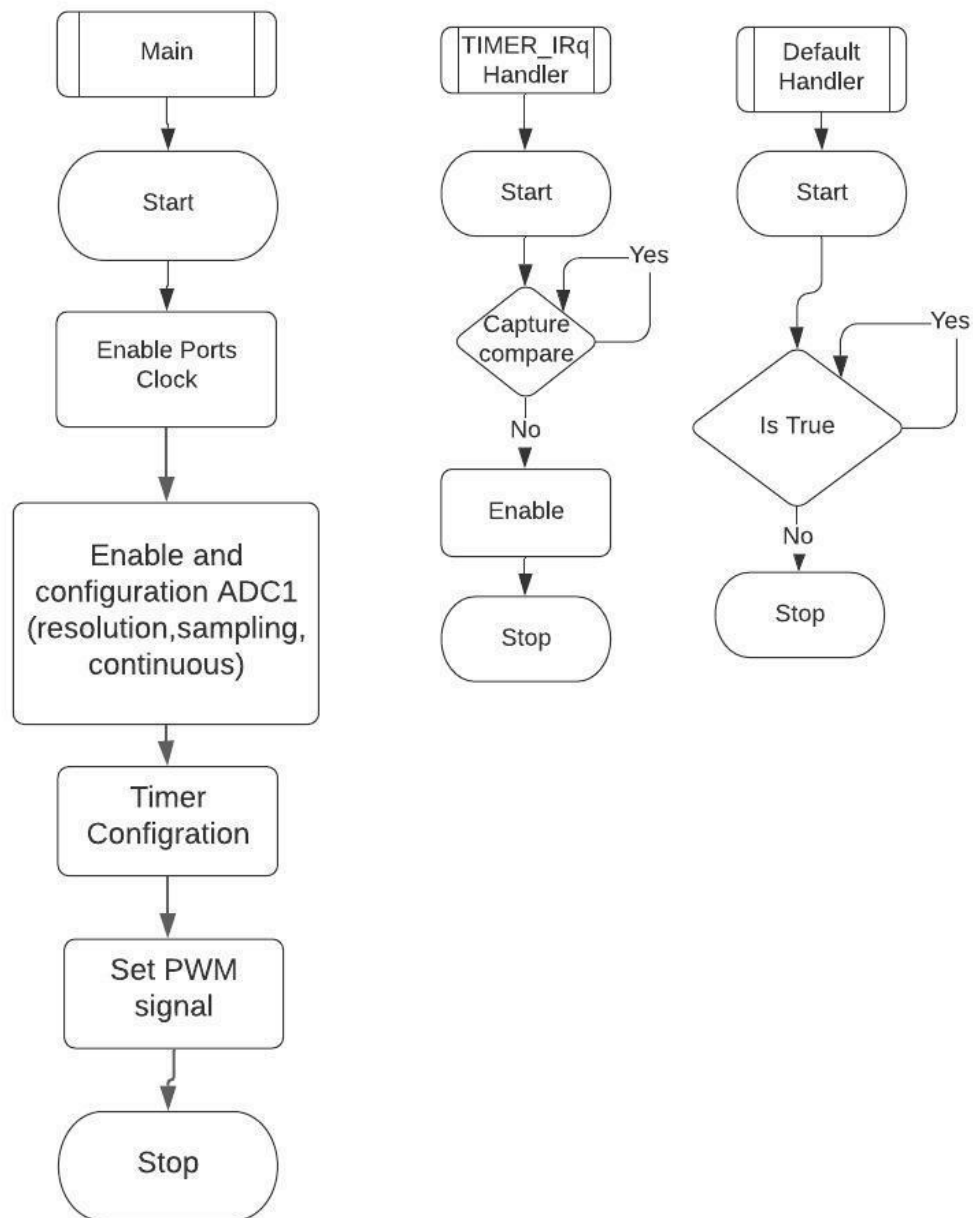 Main
Start
Enable Ports
Clock
Enable and
configuration ADC1
(resolution,sampling,
continuous)
Timer
Configration
Set PWM
signal
Stop
TIMER_IRq
Handler
Start
Yes
Capture
compare
No
Enable
Stop
Default
Handler
Start
Yes
Is True
No
Stop